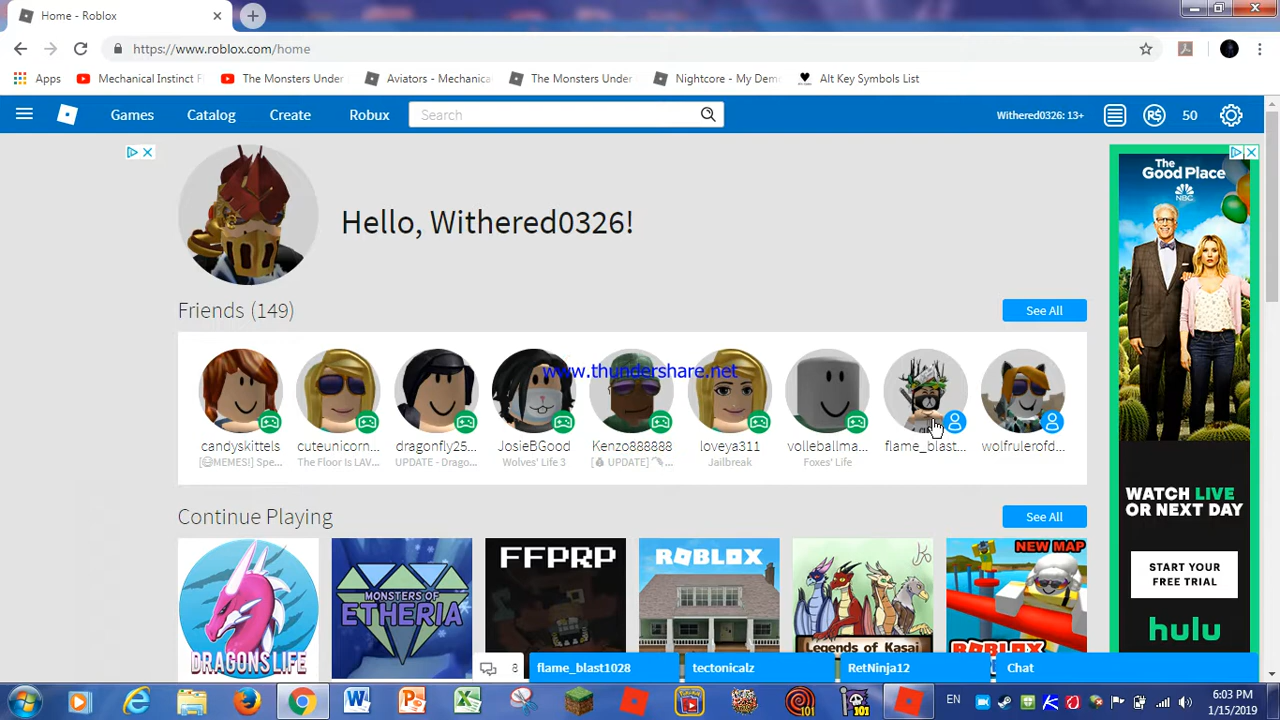 Home - Roblox
https://www.roblox.com/home
Apps
Mechanical Instinct F
The Monsters Under
Aviators - Mechanica
The Monsters Under
Nightcore - My Dem
Alt Key Symbols List
Games
Catalog
Create
Robux
Search
Withered0326: 13+
R$
50
Hello, Withered0326!
Friends (149)
See All
www.thundershare.net
candyskittels
cuteunicorn...
dragonfly25...
JosieBGood
Kenzo888888
loveya311
volleballma...
flame_blast...
wolfrulerofd...
The Floor Is LAV...
UPDATE - Drago...
Wolves' Life 3
Jailbreak
Foxes' Life
Continue Playing
See All
DRAGONS LIFE
MONSTERS OF
ETHERIA
FFPRP
ROBLOX
Legends of Kasai
NEW MAP
ROBLOX
The
Good Place
NBC
WATCH LIVE
OR NEXT DAY
START YOUR
FREE TRIAL
hulu
8
flame_blast1028
tectonicalz
RetNinja12
Chat
EN
6:03 PM
1/15/2019